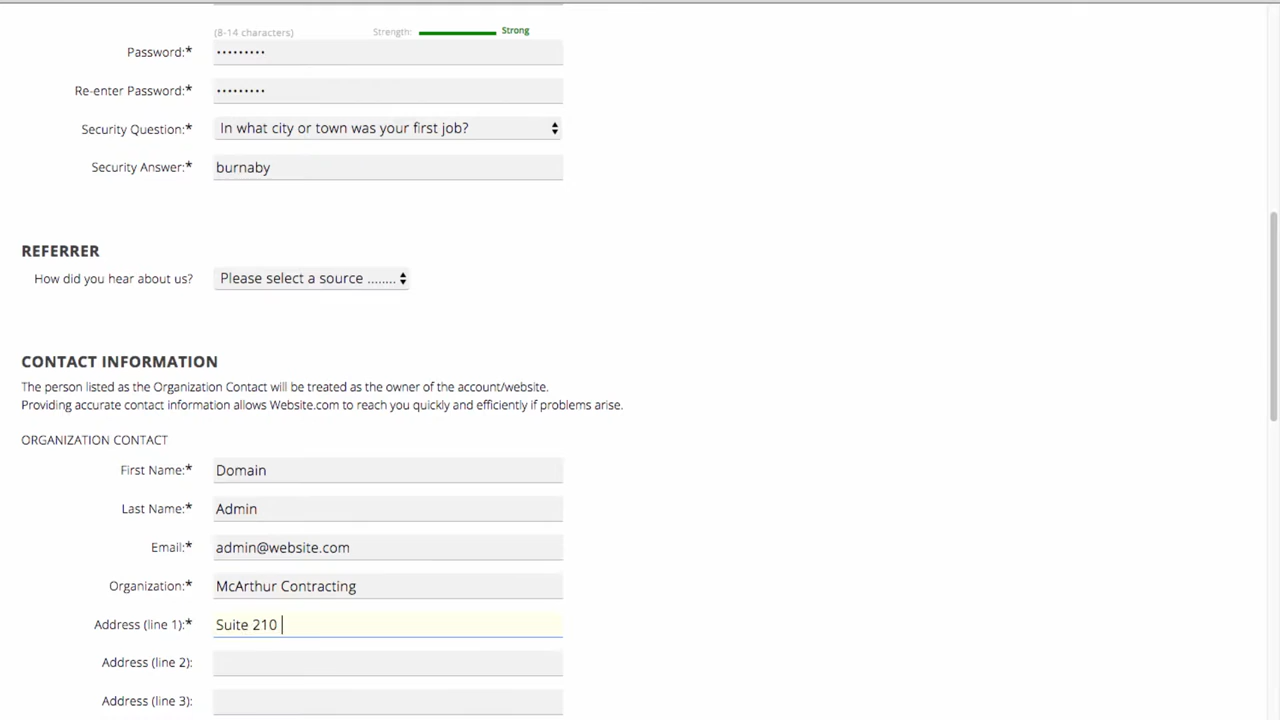 (8-14 characters) Strength: Strong
Password:* •••••••••
Re-enter Password:* •••••••••
Security Question:* In what city or town was your first job?
Security Answer:* burnaby
REFERRER
How did you hear about us? Please select a source ........
CONTACT INFORMATION
The person listed as the Organization Contact will be treated as the owner of the account/website.
Providing accurate contact information allows Website.com to reach you quickly and efficiently if problems arise.
ORGANIZATION CONTACT
First Name:* Domain
Last Name:* Admin
Email:* admin@website.com
Organization:* McArthur Contracting
Address (line 1):* Suite 210
Address (line 2):
Address (line 3):